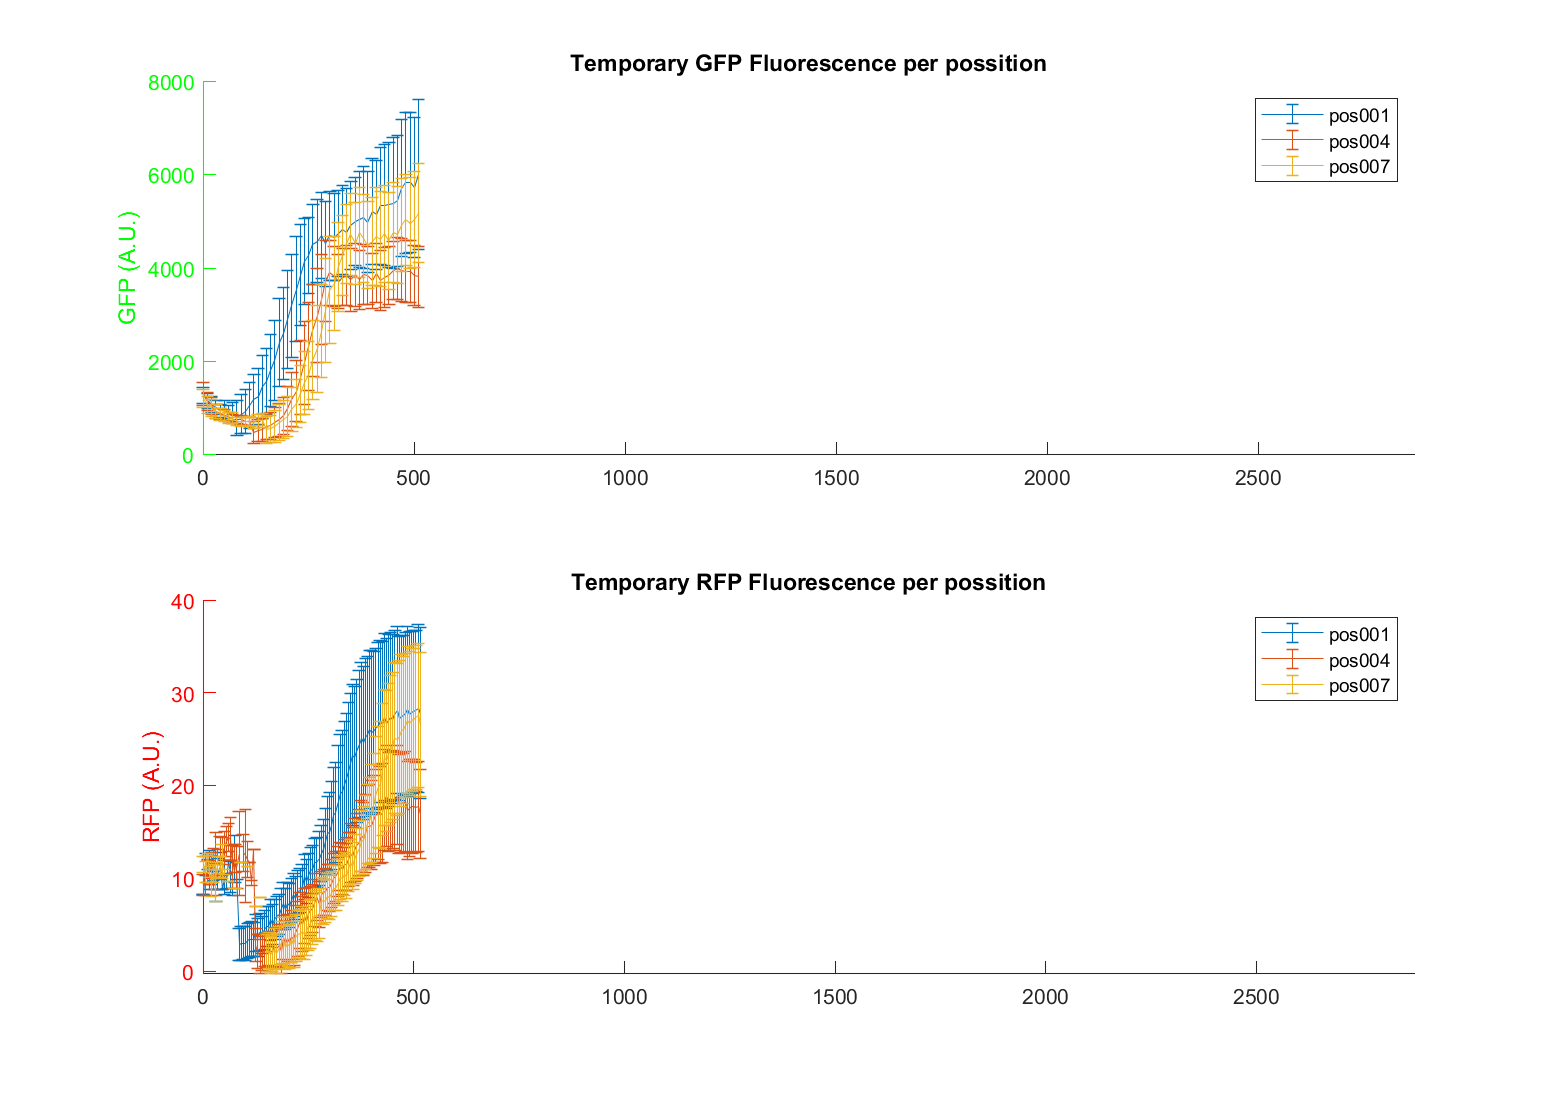 Temporary GFP Fluorescence per possition
8000
6000
4000
2000
0
GFP (A.U.)
pos001
pos004
pos007
0 500 1000 1500 2000 2500
Temporary RFP Fluorescence per possition
40
30
20
10
0
RFP (A.U.)
pos001
pos004
pos007
0 500 1000 1500 2000 2500